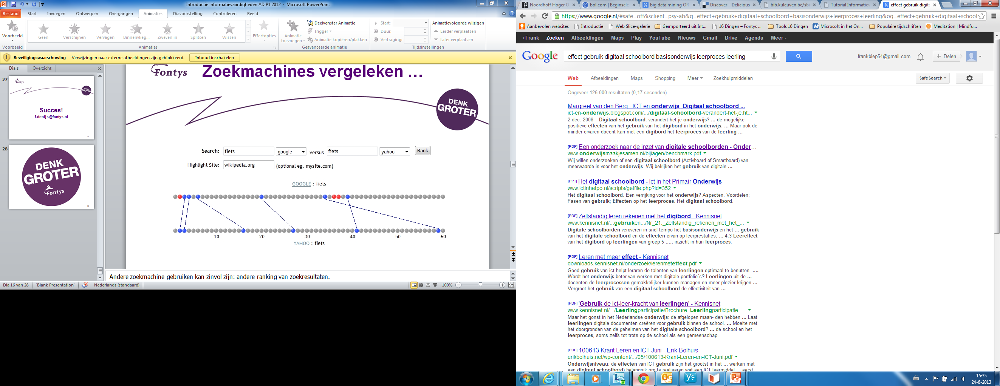 Introductie informatievaardigheden AD P1 2012 - Microsoft PowerPoint
Bestand Start Invoegen Ontwerpen Overgangen Animaties Diavoorstelling Controleren Beeld
Voorbeeld
Geen Verschijnen Vervagen Binnenvlieg... Zweven in Splitsen Wissen
Effectopties
Animatie toevoegen
Deelvenster Animatie
Trigger
Animatie kopiëren/plakken
Start:
Duur:
Vertraging:
Animatievolgorde wijzigen
Eerder verplaatsen
Later verplaatsen
Voorbeeld Animaties Geavanceerde animatie Tijdsinstellingen
Beveiligingswaarschuwing Verwijzingen naar externe afbeeldingen zijn geblokkeerd. Inhoud inschakelen
Dia's Overzicht
27
Fontys
DENK GROTER
Succes!
f.denijs@fontys.nl
28
DENK
GROTER
Fontys
Fontys Zoekmachines vergeleken ...
DENK
GROTER
Search: fiets google versus fiets yahoo Rank
Highlight Site: wikipedia.org (optional eg. mysite.com)
GOOGLE : fiets
10 20 30 40 50 60
YAHOO : fiets
Andere zoekmachine gebruiken kan zinvol zijn: andere ranking van zoekresultaten.
Dia 16 van 28 'Blank Presentation' Nederlands (standaard) 100%
Noordhoff Hoger O bol.com | Beginsele big data mining OR Discover – Delicious bib.kuleuven.be/sbi Tutorial Informatiev effect gebruik digita
https://www.google.nl/#safe=off&sclient=psy-ab&q=effect+gebruik+digitaal+schoolbord+basisonderwijs+leerproces+leerling&oq=effect+gebruik+digitaal+school
Aanbevolen websites Introductie Web Slice-galerie Geïmporteerd uit Int... 16 Dingen – Fontys ... Tools 16 Dingen Microsoft in het On... Populaire tijdschriften Meditation | Mindfu...
+Frank Zoeken Afbeeldingen Maps Play YouTube Nieuws Gmail Drive Agenda Meer
Google effect gebruik digitaal schoolbord basisonderwijs leerproces leerling frankbiep54@gmail.com + Delen
Web Afbeeldingen Maps Shopping Meer Zoekhulpmiddelen SafeSearch
Ongeveer 126.000 resultaten (0,17 seconden)
Margreet van den Berg - ICT en onderwijs: Digitaal schoolbord ...
ict-en-onderwijs.blogspot.com/.../digitaal-schoolbord-verandert-het-je.ht...
2 dec. 2008 – Digitaal schoolbord: verandert het je onderwijs? ... de mogelijke
positieve effecten van het gebruik van het digibord in het onderwijs. ... Maar ook de
minder ervaren docent kan met een digibord het leerproces van de leerling ...
[PDF] Een onderzoek naar de inzet van digitale schoolborden - Onder...
www.onderwijsmaakjesamen.nl/bijlagen/benchmark.pdf
Wij willen onderzoeken of een digitaal schoolbord (Activboard of Smartboard) van
meerwaarde is voor het onderwijs. Wij bekijken het gebruik van digitale ...
[PPT] Het digitaal schoolbord - Ict in het Primair Onderwijs
www.ictinhetpo.nl/scripts/getfile.php?id=352
Het digitaal schoolbord. Een verrijking voor het onderwijs? Aspecten. Voordelen;
Fasen van gebruik; Effecten op het leerproces. Het digitaal schoolbord.
[PDF] Zelfstandig leren rekenen met het digibord - Kennisnet
www.kennisnet.nl/...gebruiken.../Nr_21._Zelfstandig_rekenen_met_het_...
Digitale schoolborden veroveren in snel tempo het basisonderwijs en het ... gebruik
van het digitale schoolbord en de effecten ervan op leerprestaties, ... 4.3 Leereffect
van het digibord op leerlingen van groep 5 ..... inzicht in hun leerproces.
[PDF] Leren met meer effect - Kennisnet
downloads.kennisnet.nl/onderzoek/lerenmeteffect.pdf
Goed gebruik van ict helpt leraren de talenten van leerlingen optimaal te benutten. ....
Wordt het onderwijs beter van werken met digitale portfolio´s? Leerlingen uit de ...
docenten de leerprocessen gemakkelijker kunnen managen en meer plezier krijgen ...
Vergroot het gebruik van een digitaal schoolbord de effectiviteit van ...
[PDF] 'Gebruik de ict-leer-kracht van leerlingen' - Kennisnet
www.kennisnet.nl/.../Leerlingparticipatie/Brochure_Leerlingparticipatie_...
Maar het gonst in het Nederlandse onderwijs: de afgelopen maan- den hebben ... Laat
leerlingen digitale documenten creëren voor gebruik binnen de school. ... Moeite met
het doorgronden van de geheimen van het digitale schoolbord? ... de school en het
leerproces, soms zelfs tot trots op de school als een gemeenschap.
[PDF] 100613 Krant Leren en ICT Juni - Erik Bolhuis
erikbolhuis.net/wp-content/.../05/100613-Krant-Leren-en-ICT-Juni.pdf
Onderwijsniveau: de effecten van ICT gebruik zijn het grootst in het ... werken met
een digitaal schoolbord) belangrijk om te realiseren wat een ICT leermiddel ... eerst
15:35
24-6-2013